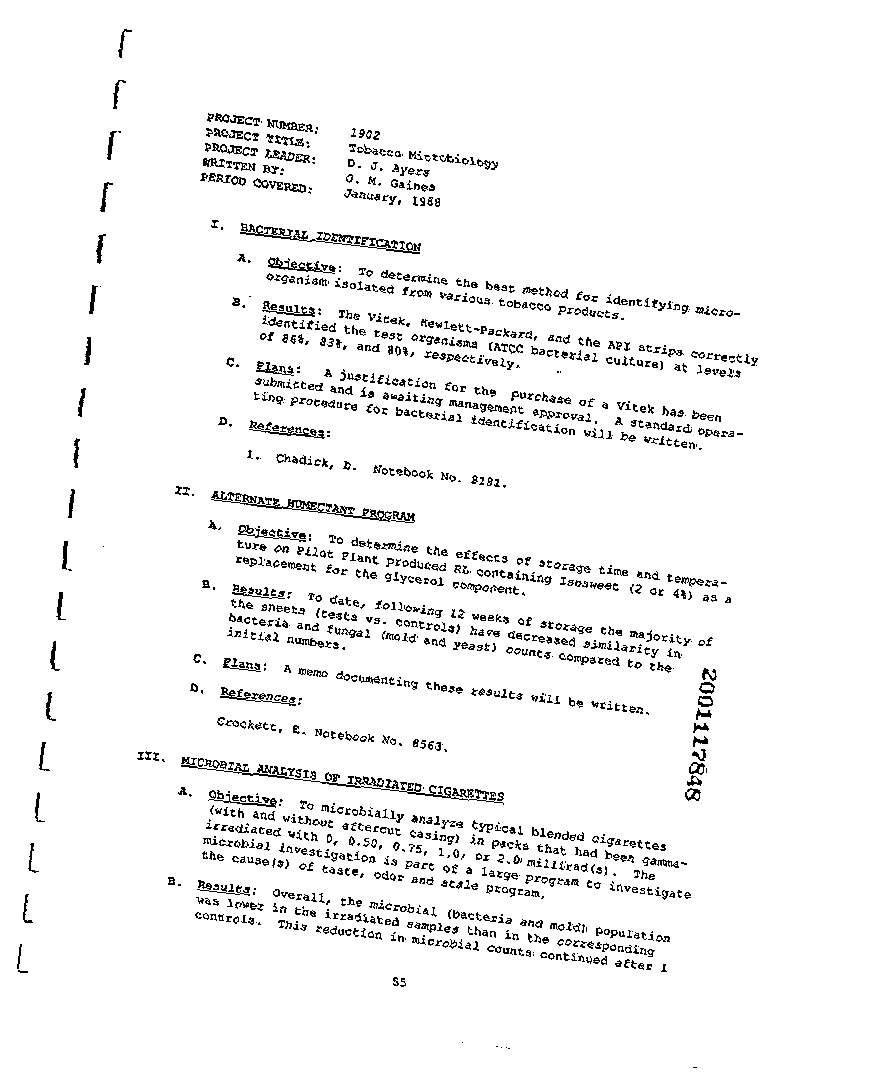 PROJECT NUMBER: 1902
PROJECT TITLE: Tobacco Microbiology
PROJECT LEADER: D. J. Ayers
WRITTEN BY: G. M. Gaines
PERIOD COVERED: January, 1988
I. BACTERIAL IDENTIFICATION
A. Objective: To determine the best method for identifying micro-
organism isolated from various tobacco products.
B. Results: The Vitek, Hewlett-Packard, and the API strips correctly
identified the test organisms (ATCC bacterial culture) at levels
of 86%, 83%, and 80%, respectively.
C. Plans: A justification for the purchase of a Vitek has been
submitted and is awaiting management approval. A standard opera-
ting procedure for bacterial identification will be written.
D. References:
1. Chadick, D. Notebook No. 8181.
II. ALTERNATE HUMECTANT PROGRAM
A. Objective: To determine the effects of storage time and tempera-
ture on Pilot Plant produced RL containing Isosweet (2 or 4%) as a
replacement for the glycerol component.
B. Results: To date, following 12 weeks of storage the majority of
the sheets (tests vs. controls) have decreased similarity in
bacteria and fungal (mold and yeast) counts compared to the
initial numbers.
C. Plans: A memo documenting these results will be written.
D. References:
Crockett, E. Notebook No. 8563.
III. MICROBIAL ANALYSIS OF IRRADIATED CIGARETTES
A. Objective: To microbially analyze typical blended cigarettes
(with and without aftercut casing) in packs that had been gamma-
irradiated with 0, 0.50, 0.75, 1.0, or 2.0 millirad(s). The
microbial investigation is part of a large program to investigate
the cause(s) of taste, odor and stale program.
B. Results: Overall, the microbial (bacteria and mold) population
was lower in the irradiated samples than in the corresponding
controls. This reduction in microbial counts continued after 1
85
2001117848